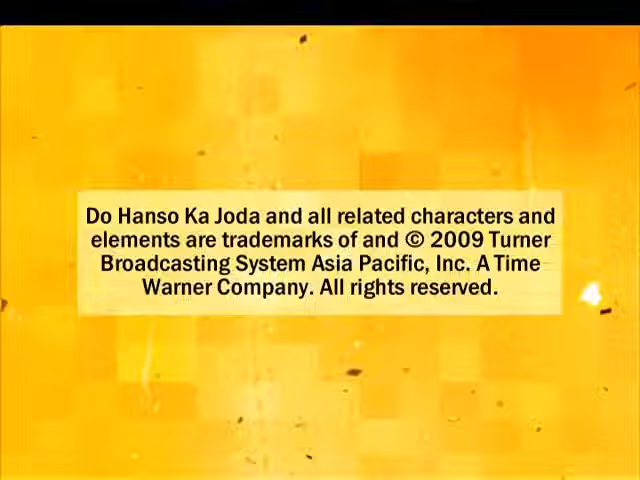 Do Hanso Ka Joda and all related characters and
elements are trademarks of and © 2009 Turner
Broadcasting System Asia Pacific, Inc. A Time
Warner Company. All rights reserved.